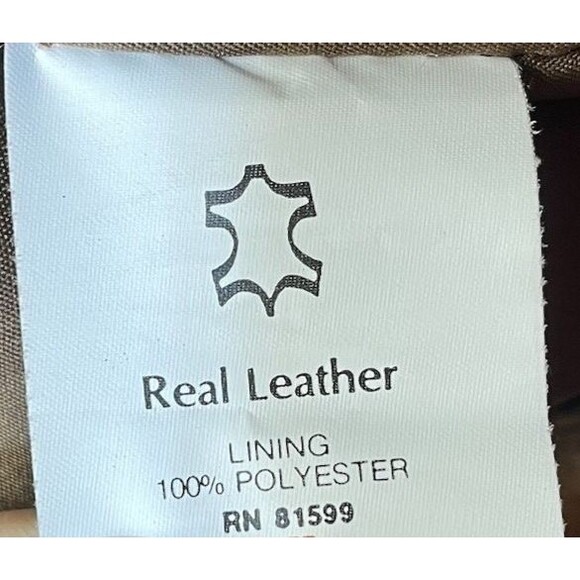 Real Leather
LINING
100% POLYESTER
RN 81599